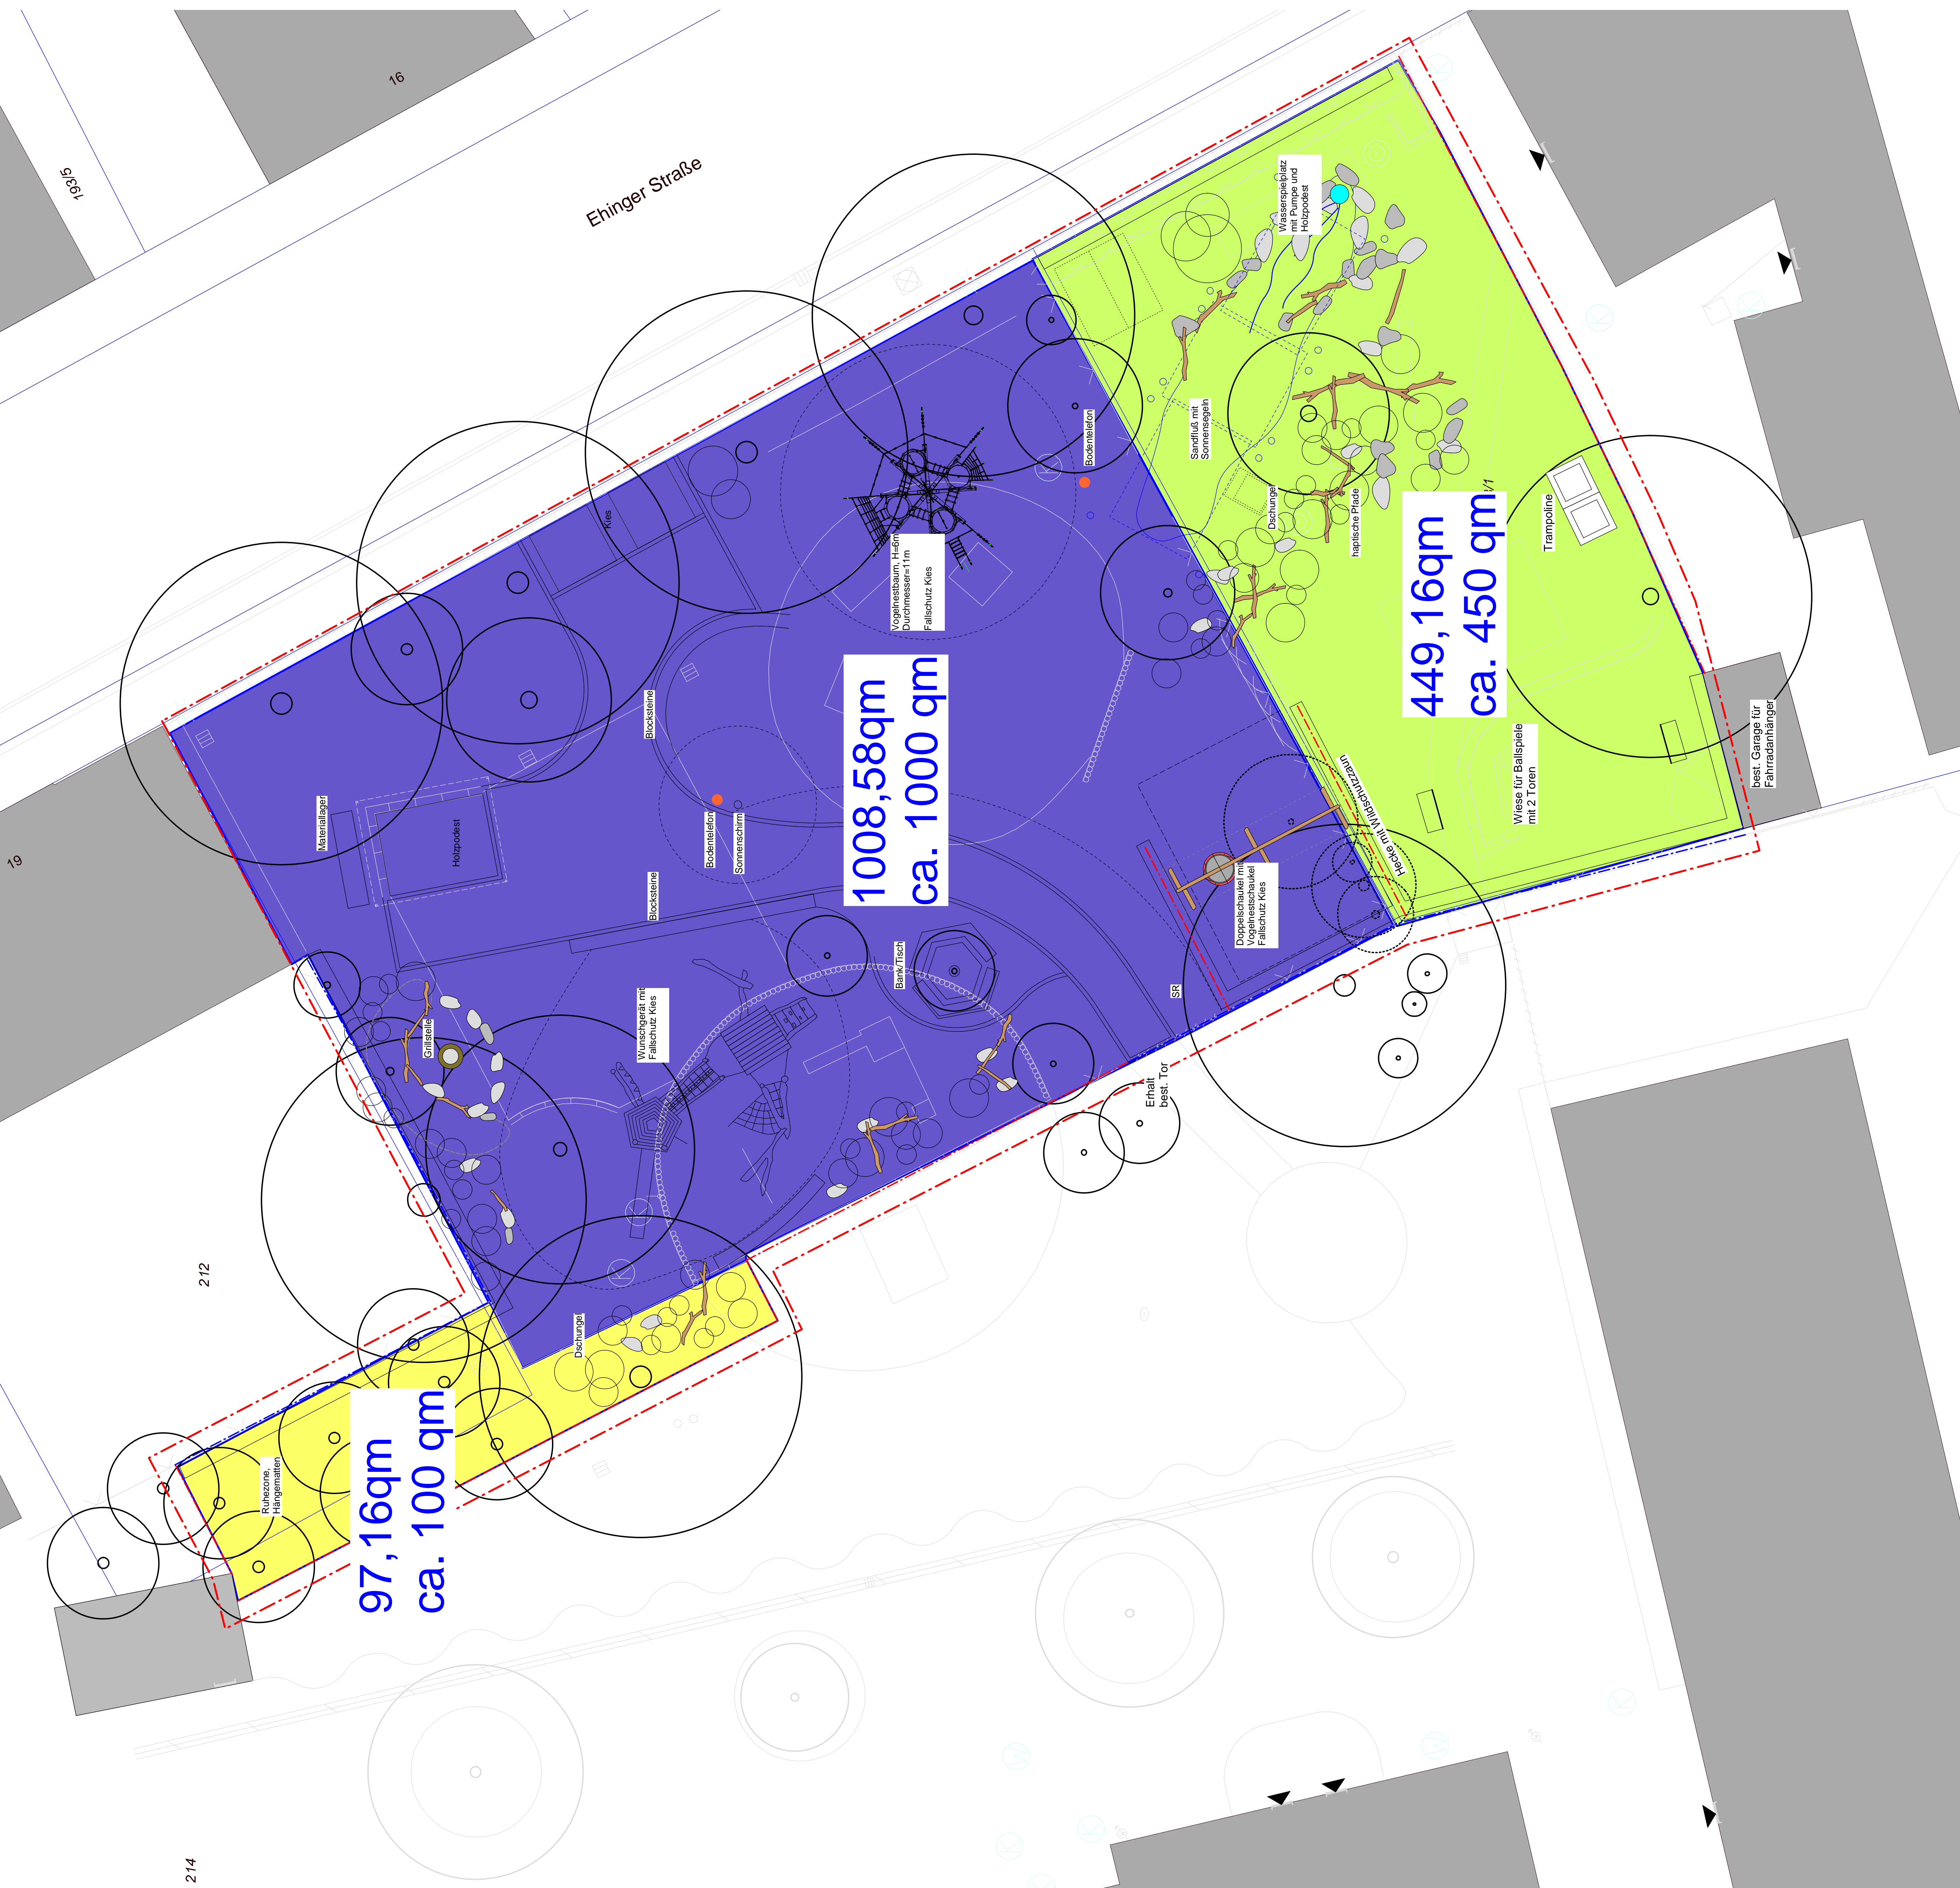 16
193/5
Ehinger Straße
19
212
214
Wasserspielplatz
mit Pumpe und
Holzpodest
Bodentelefon
Sandfluß mit
Sonnensegeln
Kies
Vogelnestbaum, H=6m
Durchmesser=11m
Fallschutz Kies
Dschungel
haptische Pfade
449,16qm
ca. 450 qm
Trampoline
Blocksteine
1008,58qm
ca. 1000 qm
Materiallager
Holzpodest
Bodentelefon
Sonnenschirm
Hecke mit Wildschutzzaun
Wiese für Ballspiele
mit 2 Toren
best. Garage für
Fahrradanhänger
Blocksteine
Doppelschaukel mit
Vogelnestschaukel
Fallschutz Kies
Bank/Tisch
SR
Grillstelle
Wunschgerät mit
Fallschutz Kies
Erhalt
best. Tor
Dschungel
97,16qm
ca. 100 qm
Ruhezone,
Hängematten